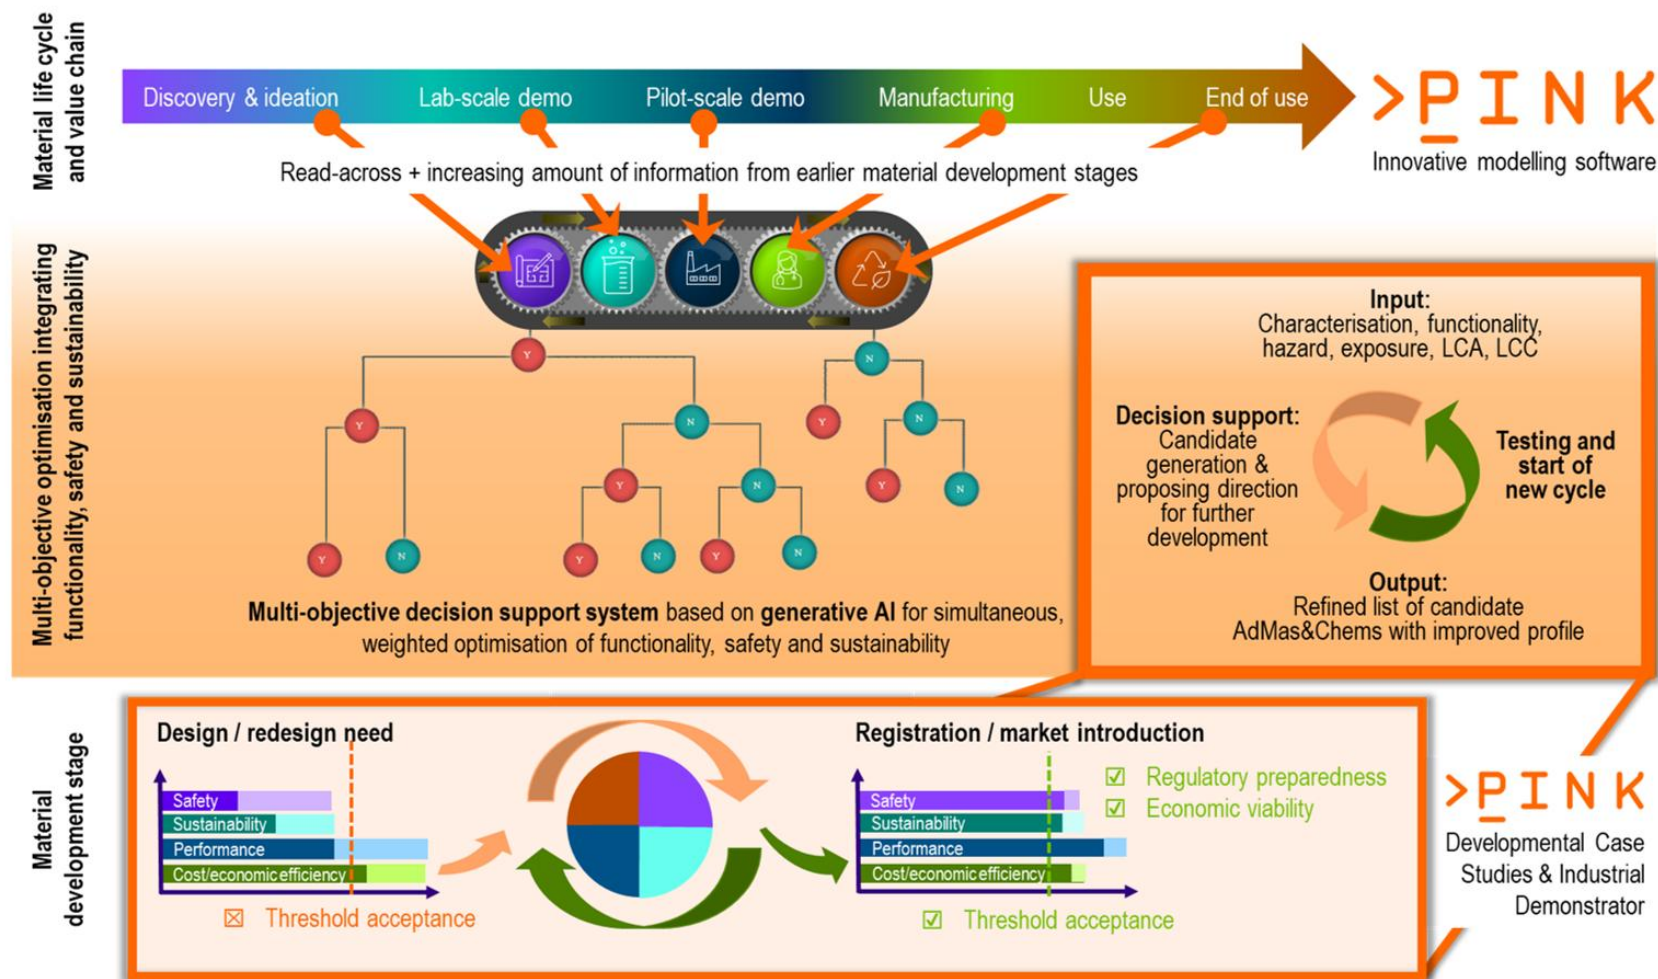 Material life cycle
and value chain
Discovery & ideation
Lab-scale demo
Pilot-scale demo
Manufacturing
Use
End of use
>PINK
Innovative modelling software
Read-across + increasing amount of information from earlier material development stages
Multi-objective optimisation integrating
functionality, safety and sustainability
Y
N
Y
N
Y
N
Y
N
Y
N
Y
N
Y
N
Y
N
Multi-objective decision support system based on generative AI for simultaneous,
weighted optimisation of functionality, safety and sustainability
Input:
Characterisation, functionality,
hazard, exposure, LCA, LCC
Decision support:
Candidate
generation &
proposing direction
for further
development
Testing and
start of
new cycle
Output:
Refined list of candidate
AdMas&Chems with improved profile
Material
development stage
Design / redesign need
Safety
Sustainability
Performance
Cost/economic efficiency
Threshold acceptance
Registration / market introduction
Safety
Sustainability
Performance
Cost/economic efficiency
Regulatory preparedness
Economic viability
Threshold acceptance
>PINK
Developmental Case
Studies & Industrial
Demonstrator